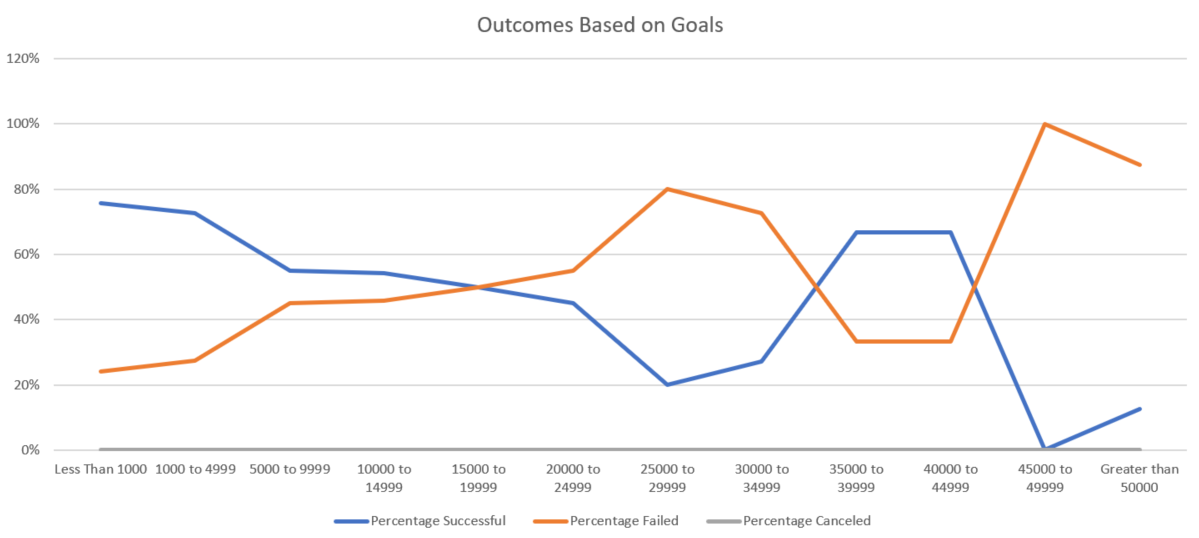 Outcomes Based on Goals
120%
100%
80%
60%
40%
20%
0%
Less Than 1000
1000 to 4999
5000 to 9999
10000 to
14999
15000 to
19999
20000 to
24999
25000 to
29999
30000 to
34999
35000 to
39999
40000 to
44999
45000 to
49999
Greater than
50000
Percentage Successful
Percentage Failed
Percentage Canceled